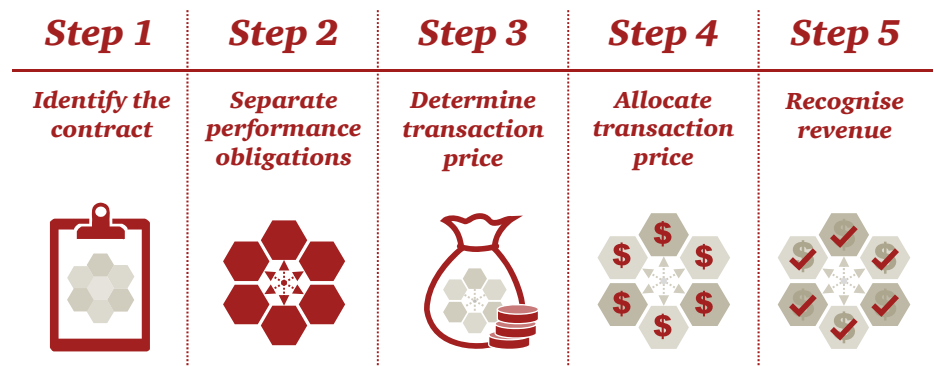 Step 1
Step 2
Step 3
Step 4
Step 5
Identify the
contract
Separate
performance
obligations
Determine
transaction
price
Allocate
transaction
price
Recognise
revenue
$
$
$
$
$
$
$
$
$
$
$
$